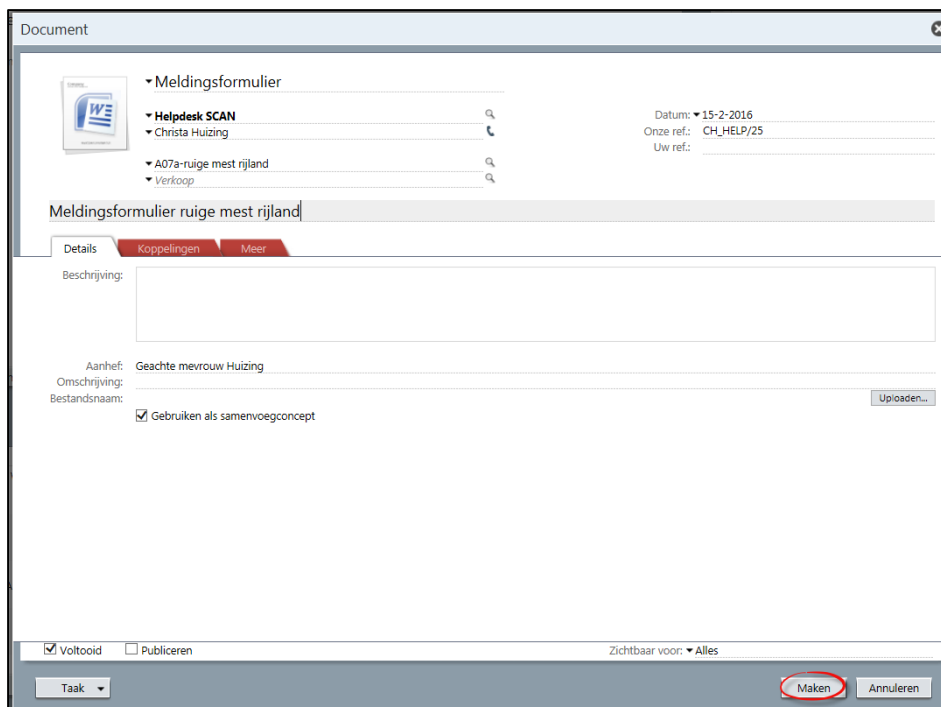 Document
Meldingsformulier
Helpdesk SCAN
Christa Huizing
A07a-ruige mest rijland
Verkoop
Datum: 15-2-2016
Onze ref.: CH_HELP/25
Uw ref.:
Meldingsformulier ruige mest rijland
Details Koppelingen Meer
Beschrijving:
Aanhef: Geachte mevrouw Huizing
Omschrijving:
Bestandsnaam: Uploaden...
Gebruiken als samenvoegconcept
Voltooid Publiceren Zichtbaar voor: Alles
Taak Maken Annuleren